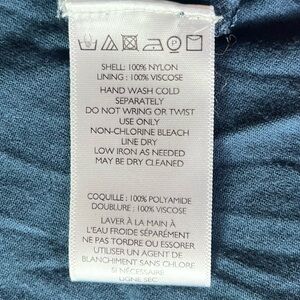 SHELL: 100% NYLON
LINING : 100% VISCOSE
HAND WASH COLD
SEPARATELY
DO NOT WRING OR TWIST
USE ONLY
NON-CHLORINE BLEACH
LINE DRY
LOW IRON AS NEEDED
MAY BE DRY CLEANED
COQUILLE : 100% POLYAMIDE
DOUBLURE : 100% VISCOSE
LAVER À LA MAIN À
L'EAU FROIDE SÉPARÉMENT
NE PAS TORDRE OU ESSORER
UTILISER UN AGENT DE
BLANCHIMENT SANS CHLORE
SI NÉCESSAIRE
LIGNE SEC